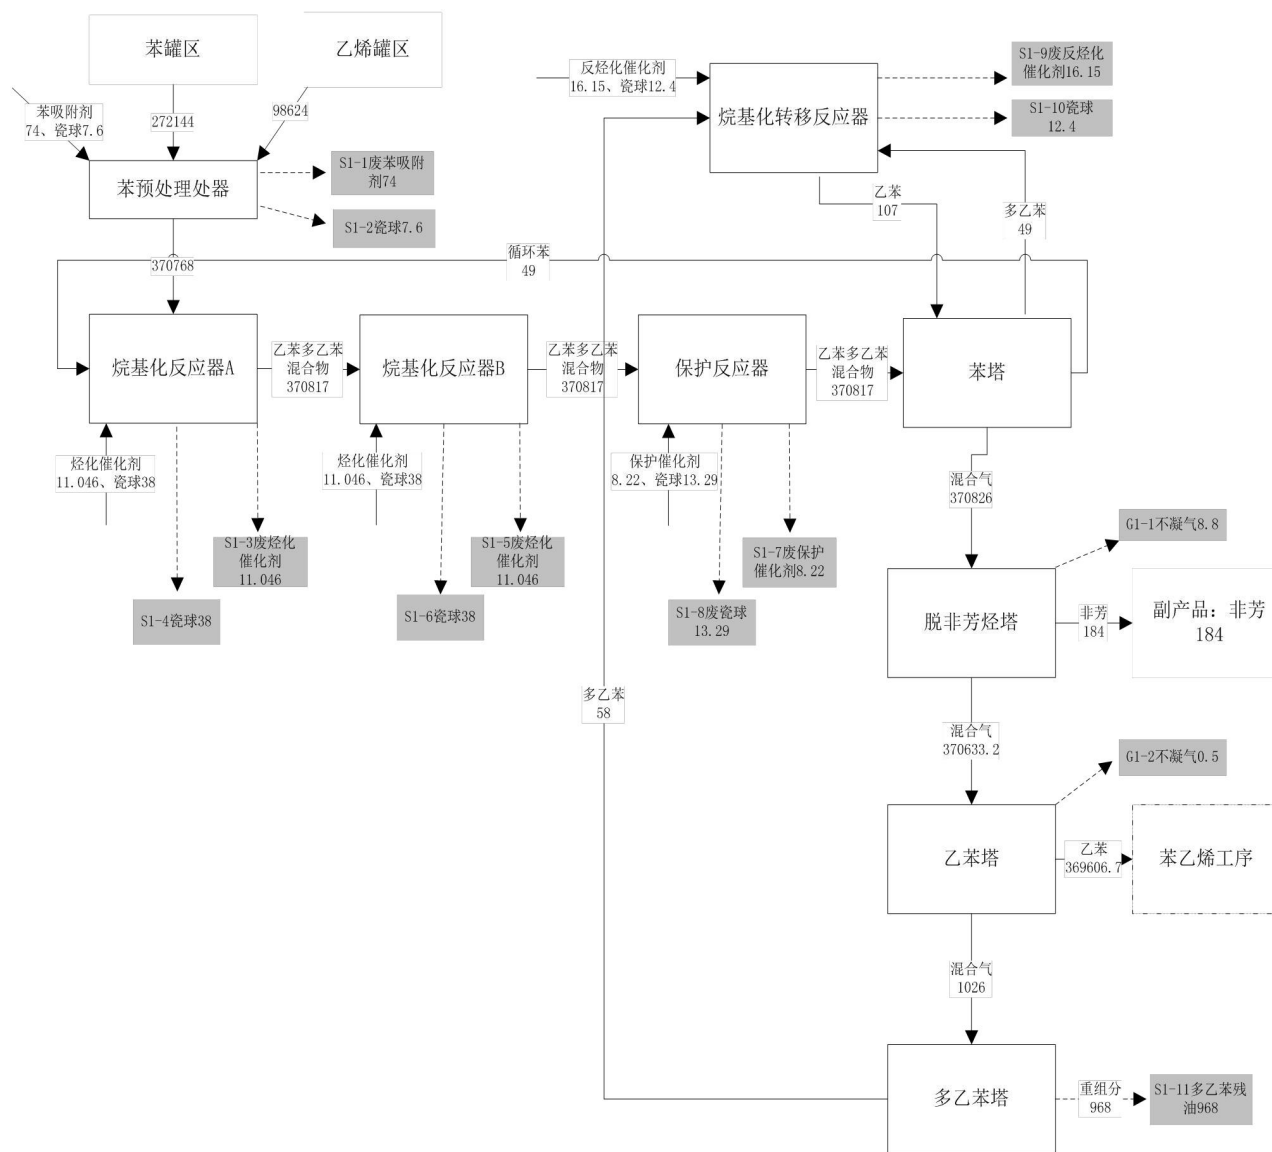 苯罐区
乙烯罐区
苯吸附剂
74、瓷球7.6
272144
98624
苯预处理处器
S1-1废苯吸附
剂74
S1-2瓷球7.6
370768
反烃化催化剂
16.15、瓷球12.4
烷基化转移反应器
S1-9废反烃化
催化剂16.15
S1-10瓷球
12.4
乙苯
107
多乙苯
49
循环苯
49
烷基化反应器A
乙苯多乙苯
混合物
370817
烷基化反应器B
乙苯多乙苯
混合物
370817
保护反应器
乙苯多乙苯
混合物
370817
苯塔
烃化催化剂
11.046、瓷球38
S1-3废烃化
催化剂
11.046
S1-4瓷球38
烃化催化剂
11.046、瓷球38
S1-5废烃化
催化剂
11.046
S1-6瓷球38
保护催化剂
8.22、瓷球13.29
S1-7废保护
催化剂8.22
S1-8废瓷球
13.29
混合气
370826
G1-1不凝气8.8
脱非芳烃塔
非芳
184
副产品：非芳
184
多乙苯
58
混合气
370633.2
G1-2不凝气0.5
乙苯塔
乙苯
369606.7
苯乙烯工序
混合气
1026
多乙苯塔
重组分
968
S1-11多乙苯残
油968